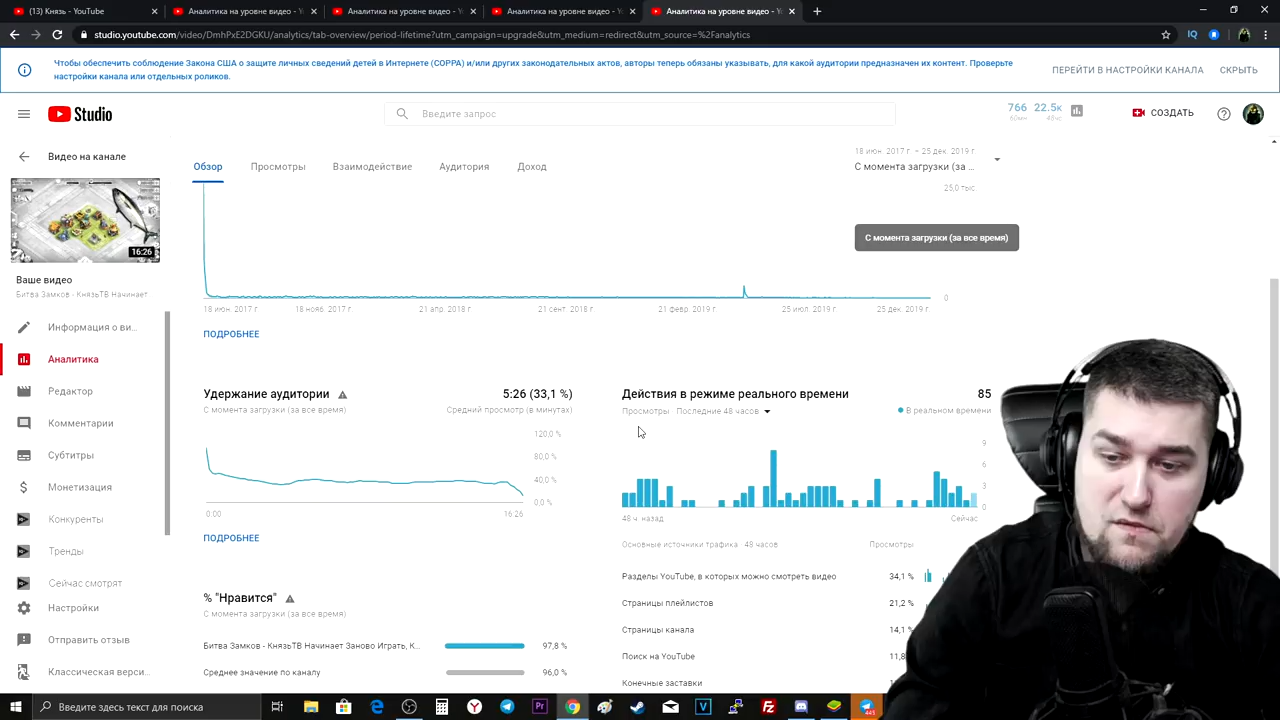 (13) Князь - YouTube
Аналитика на уровне видео - Yo
Аналитика на уровне видео - Yo
Аналитика на уровне видео - Yo
Аналитика на уровне видео - Yo
studio.youtube.com/video/DmhPxE2DGKU/analytics/tab-overview/period-lifetime?utm_campaign=upgrade&utm_medium=redirect&utm_source=%2Fanalytics
IQ
Чтобы обеспечить соблюдение Закона США о защите личных сведений детей в Интернете (COPPA) и/или других законодательных актов, авторы теперь обязаны указывать, для какой аудитории предназначен их контент. Проверьте
настройки канала или отдельных роликов.
ПЕРЕЙТИ В НАСТРОЙКИ КАНАЛА
СКРЫТЬ
Studio
Введите запрос
766 22.5к
60мн 48чс
СОЗДАТЬ
Видео на канале
Обзор
Просмотры
Взаимодействие
Аудитория
Доход
18 июн. 2017 г. – 25 дек. 2019 г.
С момента загрузки (за ...
25,0 тыс.
С момента загрузки (за все время)
16:26
Ваше видео
Битва Замков - КнязьТВ Начинает
0
18 июн. 2017 г.
18 нояб. 2017 г.
21 апр. 2018 г.
21 сент. 2018 г.
21 февр. 2019 г.
25 июл. 2019 г.
25 дек. 2019 г.
ПОДРОБНЕЕ
Информация о ви...
Аналитика
Редактор
Комментарии
Субтитры
Монетизация
Конкуренты
Тренды
Сейчас смотрят
Настройки
Отправить отзыв
Классическая верси...
Удержание аудитории
5:26 (33,1 %)
С момента загрузки (за все время)
Средний просмотр (в минутах)
120,0 %
80,0 %
40,0 %
0,0 %
0:00
16:26
ПОДРОБНЕЕ
Действия в режиме реального времени
85
Просмотры · Последние 48 часов
В реальном времени
9
6
3
0
48 ч. назад
Сейчас
Основные источники трафика · 48 часов
Просмотры
Разделы YouTube, в которых можно смотреть видео
34,1 %
Страницы плейлистов
21,2 %
Страницы канала
14,1 %
Поиск на YouTube
11,8
Конечные заставки
% "Нравится"
С момента загрузки (за все время)
Битва Замков - КнязьТВ Начинает Заново Играть, К...
97,8 %
Среднее значение по каналу
96,0 %
Введите здесь текст для поиска